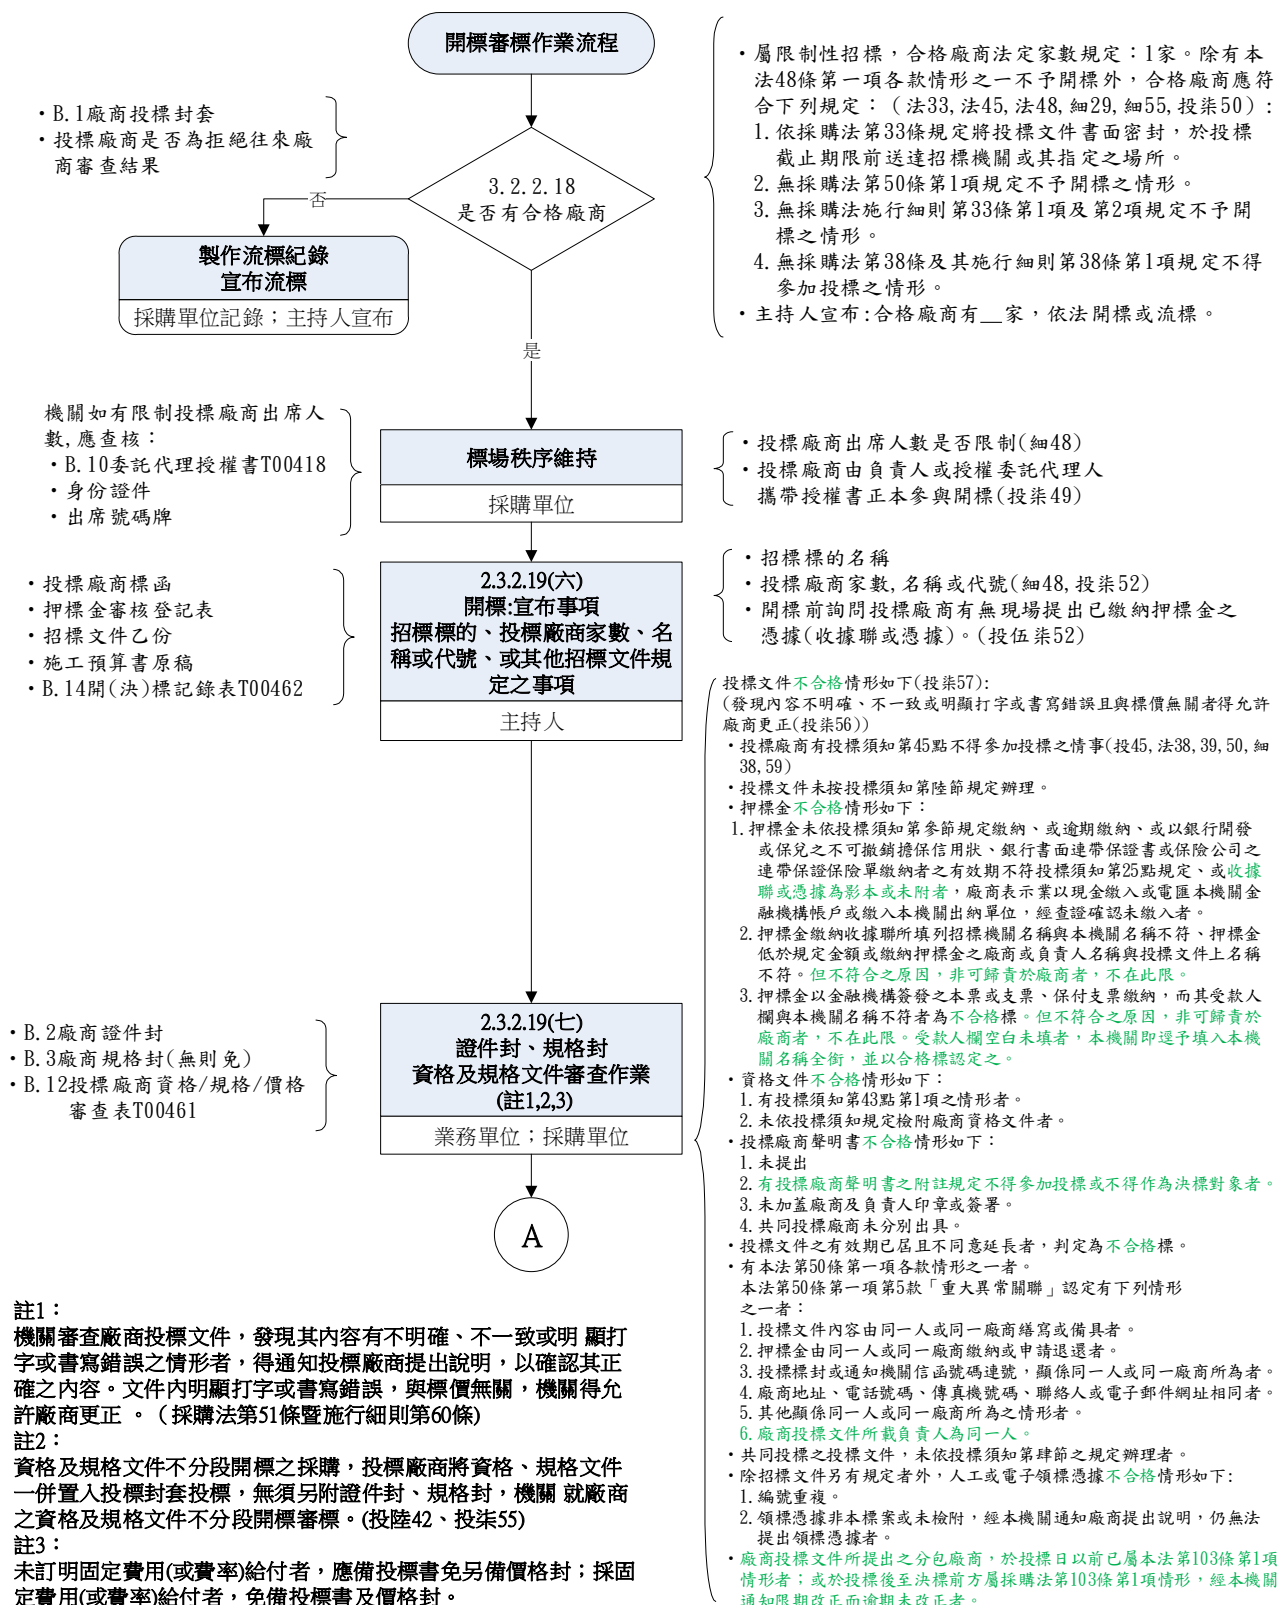 開標審標作業流程
・B.1廠商投標封套
・投標廠商是否為拒絕往來廠
商審查結果
3.2.2.18
是否有合格廠商
否
製作流標紀錄
宣布流標
採購單位記錄；主持人宣布
是
・屬限制性招標，合格廠商法定家數規定：1家。除有本
法48條第一項各款情形之一不予開標外，合格廠商應符
合下列規定：（法33,法45,法48,細29,細55,投柒50）:
1.依採購法第33條規定將投標文件書面密封，於投標
截止期限前送達招標機關或其指定之場所。
2.無採購法第50條第1項規定不予開標之情形。
3.無採購法施行細則第33條第1項及第2項規定不予開
標之情形。
4.無採購法第38條及其施行細則第38條第1項規定不得
參加投標之情形。
・主持人宣布:合格廠商有__家，依法開標或流標。
機關如有限制投標廠商出席人
數,應查核：
・B.10委託代理授權書T00418
・身份證件
・出席號碼牌
標場秩序維持
採購單位
・投標廠商出席人數是否限制(細48)
・投標廠商由負責人或授權委託代理人
攜帶授權書正本參與開標(投柒49)
・投標廠商標函
・押標金審核登記表
・招標文件乙份
・施工預算書原稿
・B.14開(決)標記錄表T00462
2.3.2.19(六)
開標:宣布事項
招標標的、投標廠商家數、名
稱或代號、或其他招標文件規
定之事項
主持人
・招標標的名稱
・投標廠商家數,名稱或代號(細48,投柒52)
・開標前詢問投標廠商有無現場提出已繳納押標金之
憑據(收據聯或憑據)。(投伍柒52)
・B.2廠商證件封
・B.3廠商規格封(無則免)
・B.12投標廠商資格/規格/價格
審查表T00461
2.3.2.19(七)
證件封、規格封
資格及規格文件審查作業
(註1,2,3)
業務單位；採購單位
A
投標文件不合格情形如下(投柒57):
(發現內容不明確、不一致或明顯打字或書寫錯誤且與標價無關者得允許
廠商更正(投柒56))
・投標廠商有投標須知第45點不得參加投標之情事(投45,法38,39,50,細
38,59)
・投標文件未按投標須知第陸節規定辦理。
・押標金不合格情形如下：
1.押標金未依投標須知第參節規定繳納、或逾期繳納、或以銀行開發
或保兌之不可撤銷擔保信用狀、銀行書面連帶保證書或保險公司之
連帶保證保險單繳納者之有效期不符投標須知第25點規定、或收據
聯或憑據為影本或未附者，廠商表示業以現金繳入或電匯本機關金
融機構帳戶或繳入本機關出納單位，經查證確認未繳入者。
2.押標金繳納收據聯所填列招標機關名稱與本機關名稱不符、押標金
低於規定金額或繳納押標金之廠商或負責人名稱與投標文件上名稱
不符。但不符合之原因，非可歸責於廠商者，不在此限。
3.押標金以金融機構簽發之本票或支票、保付支票繳納，而其受款人
欄與本機關名稱不符者為不合格標。但不符合之原因，非可歸責於
廠商者，不在此限。受款人欄空白未填者，本機關即逕予填入本機
關名稱全銜，並以合格標認定之。
・資格文件不合格情形如下：
1.有投標須知第43點第1項之情形者。
2.未依投標須知規定檢附廠商資格文件者。
・投標廠商聲明書不合格情形如下：
1.未提出
2.有投標廠商聲明書之附註規定不得參加投標或不得作為決標對象者。
3.未加蓋廠商及負責人印章或簽署。
4.共同投標廠商未分別出具。
・投標文件之有效期已屆且不同意延長者，判定為不合格標。
・有本法第50條第一項各款情形之一者。
本法第50條第一項第5款「重大異常關聯」認定有下列情形
之一者：
1.投標文件內容由同一人或同一廠商繕寫或備具者。
2.押標金由同一人或同一廠商繳納或申請退還者。
3.投標標封或通知機關信函號碼連號，顯係同一人或同一廠商所為者。
4.廠商地址、電話號碼、傳真機號碼、聯絡人或電子郵件網址相同者。
5.其他顯係同一人或同一廠商所為之情形者。
6.廠商投標文件所載負責人為同一人。
・共同投標之投標文件，未依投標須知第肆節之規定辦理者。
・除招標文件另有規定者外，人工或電子領標憑據不合格情形如下:
1.編號重複。
2.領標憑據非本標案或未檢附，經本機關通知廠商提出說明，仍無法
提出領標憑據者。
・廠商投標文件所提出之分包廠商，於投標日以前已屬本法第103條第1項
情形者；或於投標後至決標前方屬採購法第103條第1項情形，經本機關
通知限期改正而逾期未改正者。
註1：
機關審查廠商投標文件，發現其內容有不明確、不一致或明 顯打
字或書寫錯誤之情形者，得通知投標廠商提出說明，以確認其正
確之內容。文件內明顯打字或書寫錯誤，與標價無關，機關得允
許廠商更正 。（採購法第51條暨施行細則第60條)
註2：
資格及規格文件不分段開標之採購，投標廠商將資格、規格文件
一併置入投標封套投標，無須另附證件封、規格封，機關 就廠商
之資格及規格文件不分段開標審標。(投陸42、投柒55)
註3：
未訂明固定費用(或費率)給付者，應備投標書免另備價格封；採固
定費用(或費率)給付者，免備投標書及價格封。